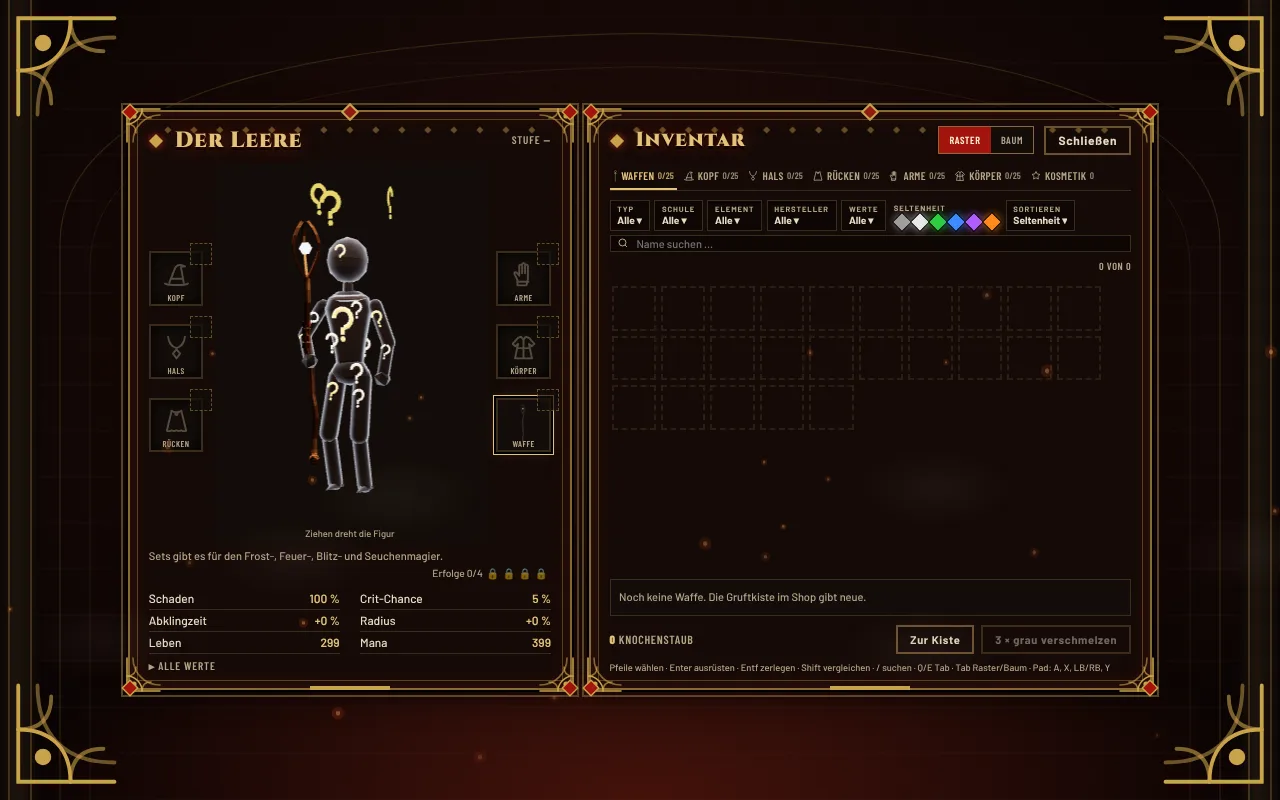 DER LEERE
STUFE –
KOPF
HALS
RÜCKEN
ARME
KÖRPER
WAFFE
? ? ? ? ? ? ? ? ? ? ? ?
Ziehen dreht die Figur
Sets gibt es für den Frost-, Feuer-, Blitz- und Seuchenmagier.
Erfolge 0/4
Schaden 100 %
Crit-Chance 5 %
Abklingzeit +0 %
Radius +0 %
Leben 299
Mana 399
▸ ALLE WERTE
INVENTAR
RASTER BAUM
Schließen
WAFFEN 0/25 KOPF 0/25 HALS 0/25 RÜCKEN 0/25 ARME 0/25 KÖRPER 0/25 KOSMETIK 0
TYP Alle ▾
SCHULE Alle ▾
ELEMENT Alle ▾
HERSTELLER Alle ▾
WERTE Alle ▾
SELTENHEIT
SORTIEREN Seltenheit ▾
Name suchen ...
0 VON 0
Noch keine Waffe. Die Gruftkiste im Shop gibt neue.
0 KNOCHENSTAUB
Zur Kiste
3 × grau verschmelzen
Pfeile wählen · Enter ausrüsten · Entf zerlegen · Shift vergleichen · / suchen · Q/E Tab · Tab Raster/Baum · Pad: A, X, LB/RB, Y